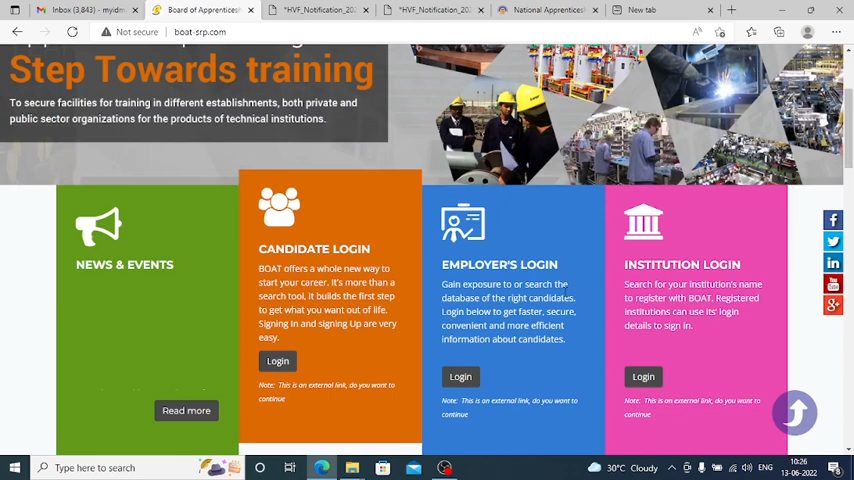 Inbox (3,843) - myidm
Board of Apprenticesh
*HVF_Notification_202
*HVF_Notification_202
National Apprenticesh
New tab
Not secure
boat-srp.com
Step Towards training
To secure facilities for training in different establishments, both private and
public sector organizations for the products of technical institutions.
NEWS & EVENTS
Read more
CANDIDATE LOGIN
BOAT offers a whole new way to
start your career. It's more than a
search tool, it builds the first step
to get what you want out of life.
Signing In and signing Up are very
easy.
Login
Note: This is an external link, do you want to
continue
EMPLOYER'S LOGIN
Gain exposure to or search the
database of the right candidates.
Login below to get faster, secure,
convenient and more efficient
information about candidates.
Login
Note: This is an external link, do you want to
continue
INSTITUTION LOGIN
Search for your institution's name
to register with BOAT. Registered
institutions can use its' login
details to sign in.
Login
Note: This is an external link, do you want to
continue
Type here to search
30°C Cloudy
ENG
10:26
13-06-2022